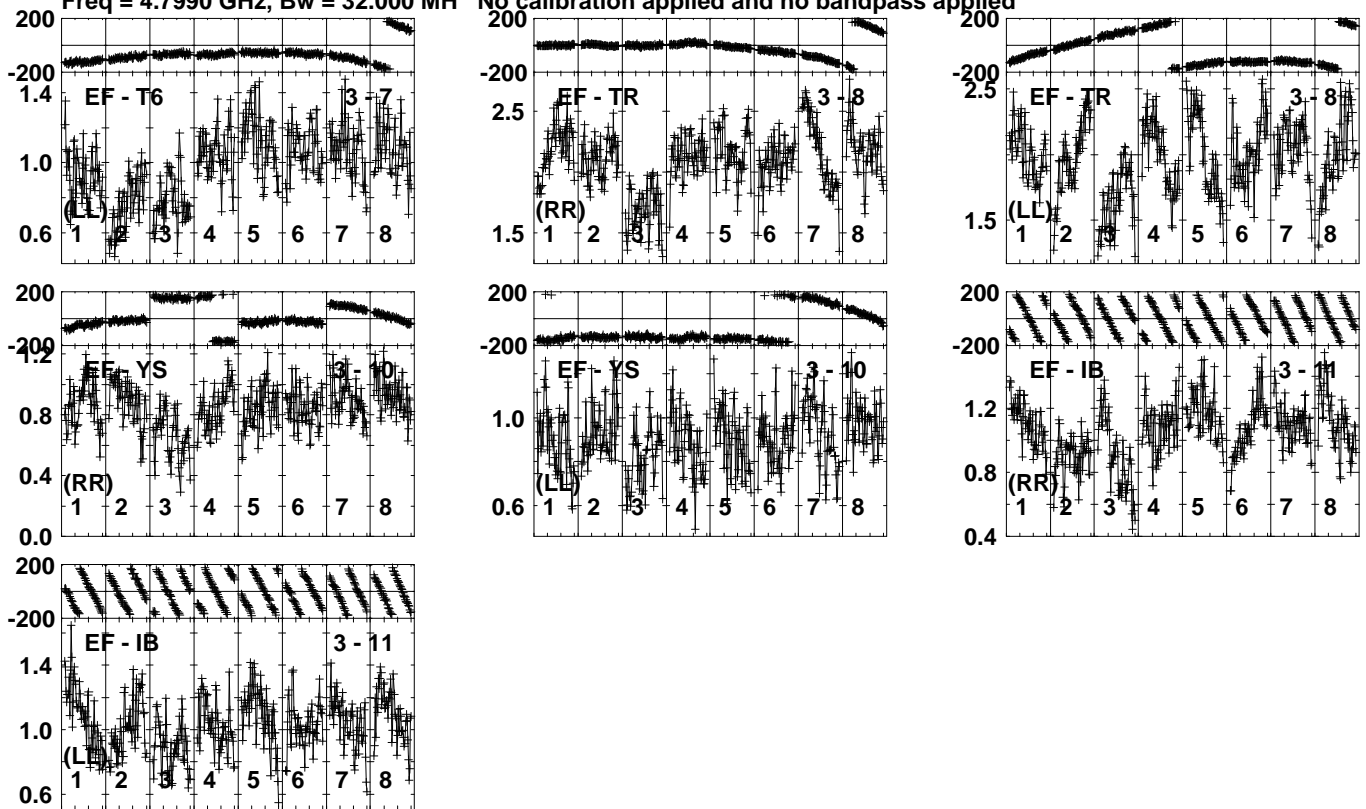 Freq = 4.7990 GHz, Bw = 32.000 MH No calibration applied and no bandpass applied
200
-200
EF - T6 3 - 7
1.4
1.0
0.6
(LL)
1 2 3 4 5 6 7 8
200
-200
EF - TR 3 - 8
2.5
1.5
(RR)
1 2 3 4 5 6 7 8
200
-200
EF - TR 3 - 8
2.5
1.5
(LL)
1 2 3 4 5 6 7 8
200
-200
EF - YS 3 - 10
1.2
0.8
0.4
0.0
(RR)
1 2 3 4 5 6 7 8
200
-200
EF - YS 3 - 10
1.0
0.6
(LL)
1 2 3 4 5 6 7 8
200
-200
EF - IB 3 - 11
1.2
0.8
0.4
(RR)
1 2 3 4 5 6 7 8
200
-200
EF - IB 3 - 11
1.4
1.0
0.6
(LL)
1 2 3 4 5 6 7 8